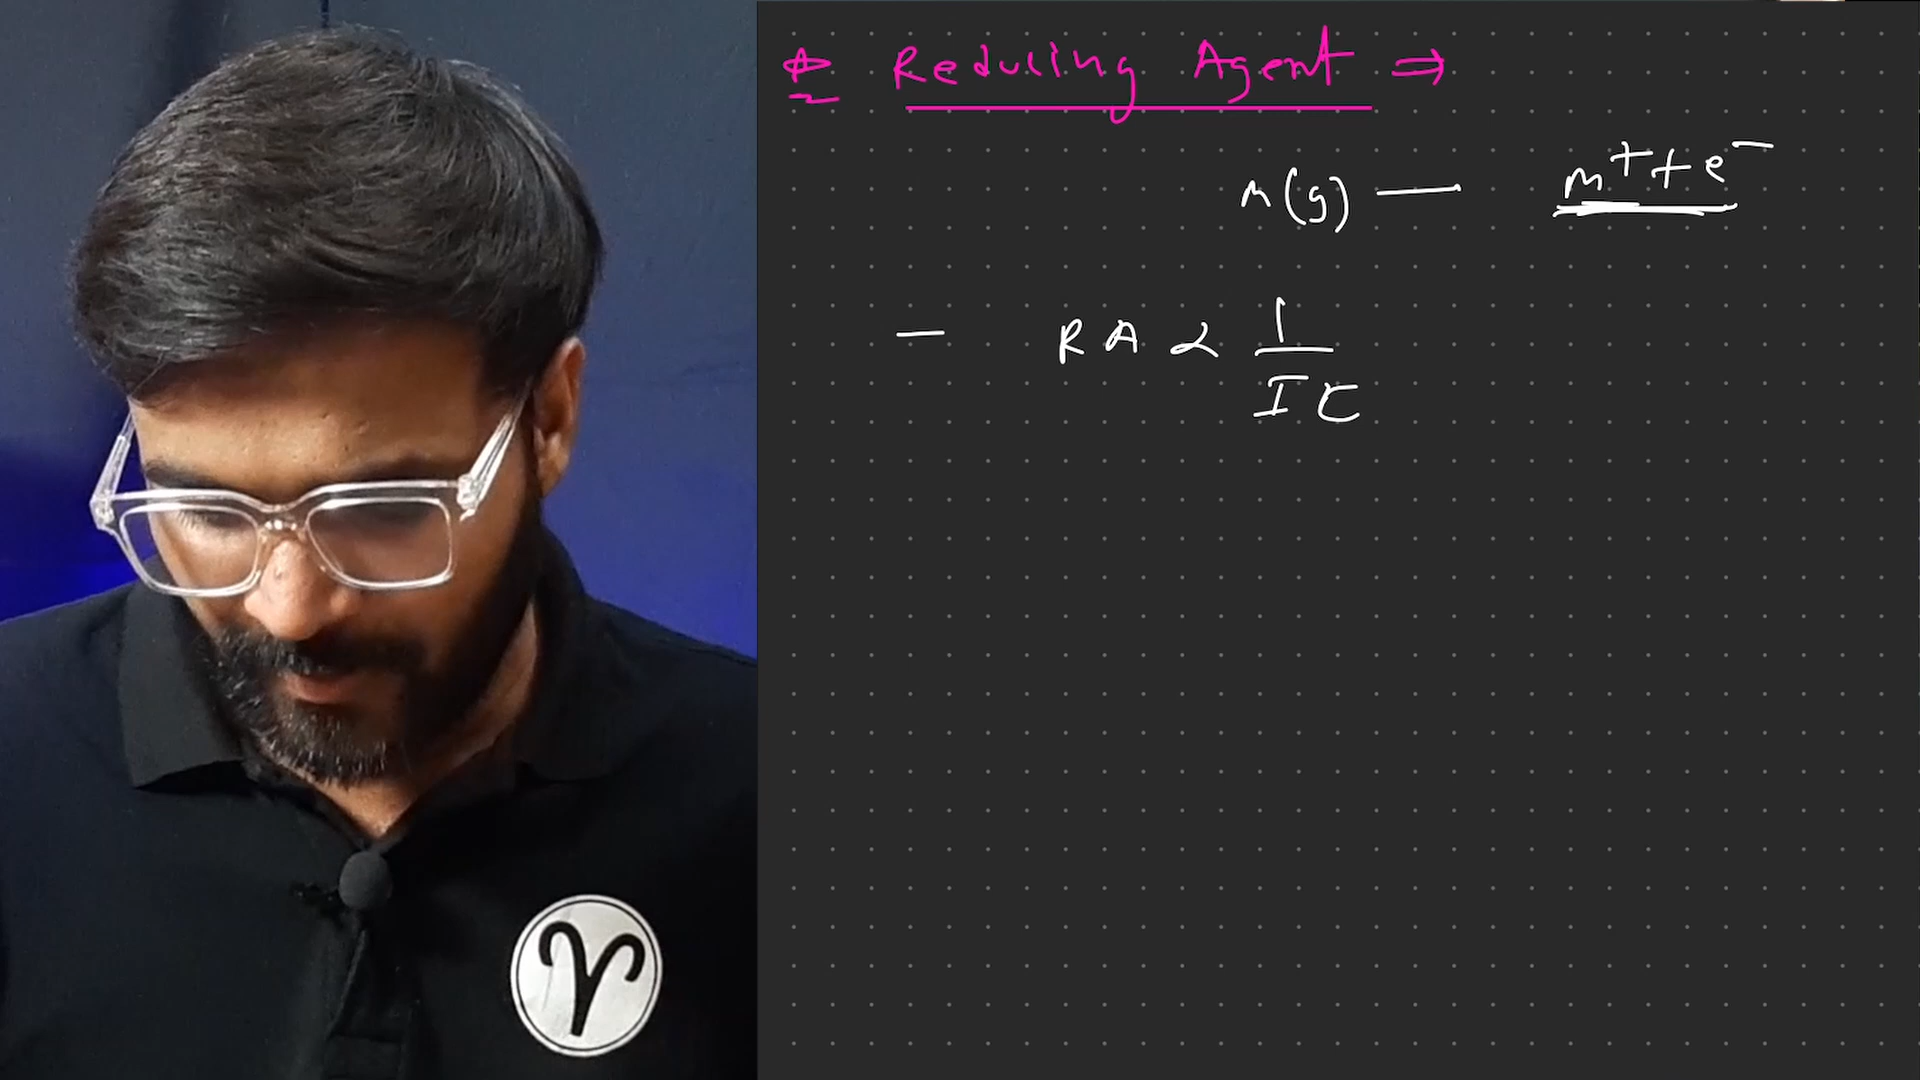 Reducing Agent ⇒
M(g) — M⁺ + e⁻
— RA ∝ 1/IE